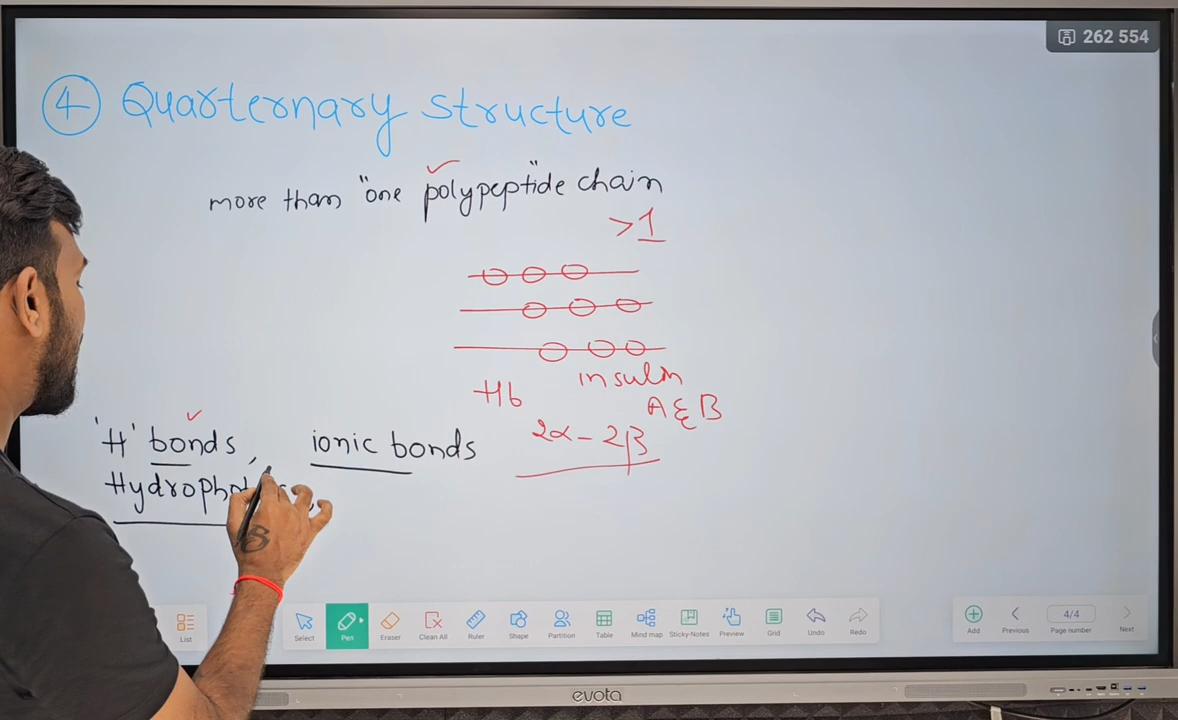 262 554
4 Quarternary Structure
more than "one polypeptide" chain
>1
Hb
insulin
A & B
2α - 2β
'H' bonds, ionic bonds
List
Select
Pen
Eraser
Clean All
Ruler
Shape
Partition
Table
Mind map
Sticky-Notes
Preview
Grid
Undo
Redo
Add
Previous
4/4
Page number
Next
evota